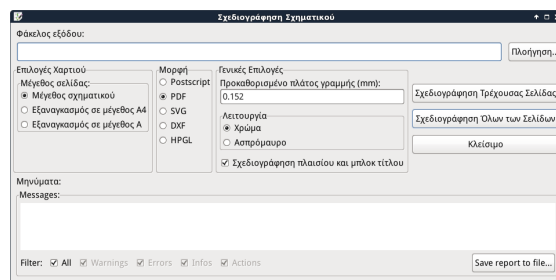 Σχεδιογράφηση Σχηματικού
Φάκελος εξόδου:
Πλοήγηση...
Επιλογές Χαρτιού
Μέγεθος σελίδας:
Μέγεθος σχηματικού
Εξαναγκασμός σε μέγεθος A4
Εξαναγκασμός σε μέγεθος A
Μορφή
Postscript
PDF
SVG
DXF
HPGL
Γενικές Επιλογές
Προκαθορισμένο πλάτος γραμμής (mm):
0.152
Λειτουργία
Χρώμα
Ασπρόμαυρο
Σχεδιογράφηση πλαισίου και μπλοκ τίτλου
Σχεδιογράφηση Τρέχουσας Σελίδας
Σχεδιογράφηση Όλων των Σελίδων
Κλείσιμο
Μηνύματα:
Messages:
Filter: All Warnings Errors Infos Actions
Save report to file...